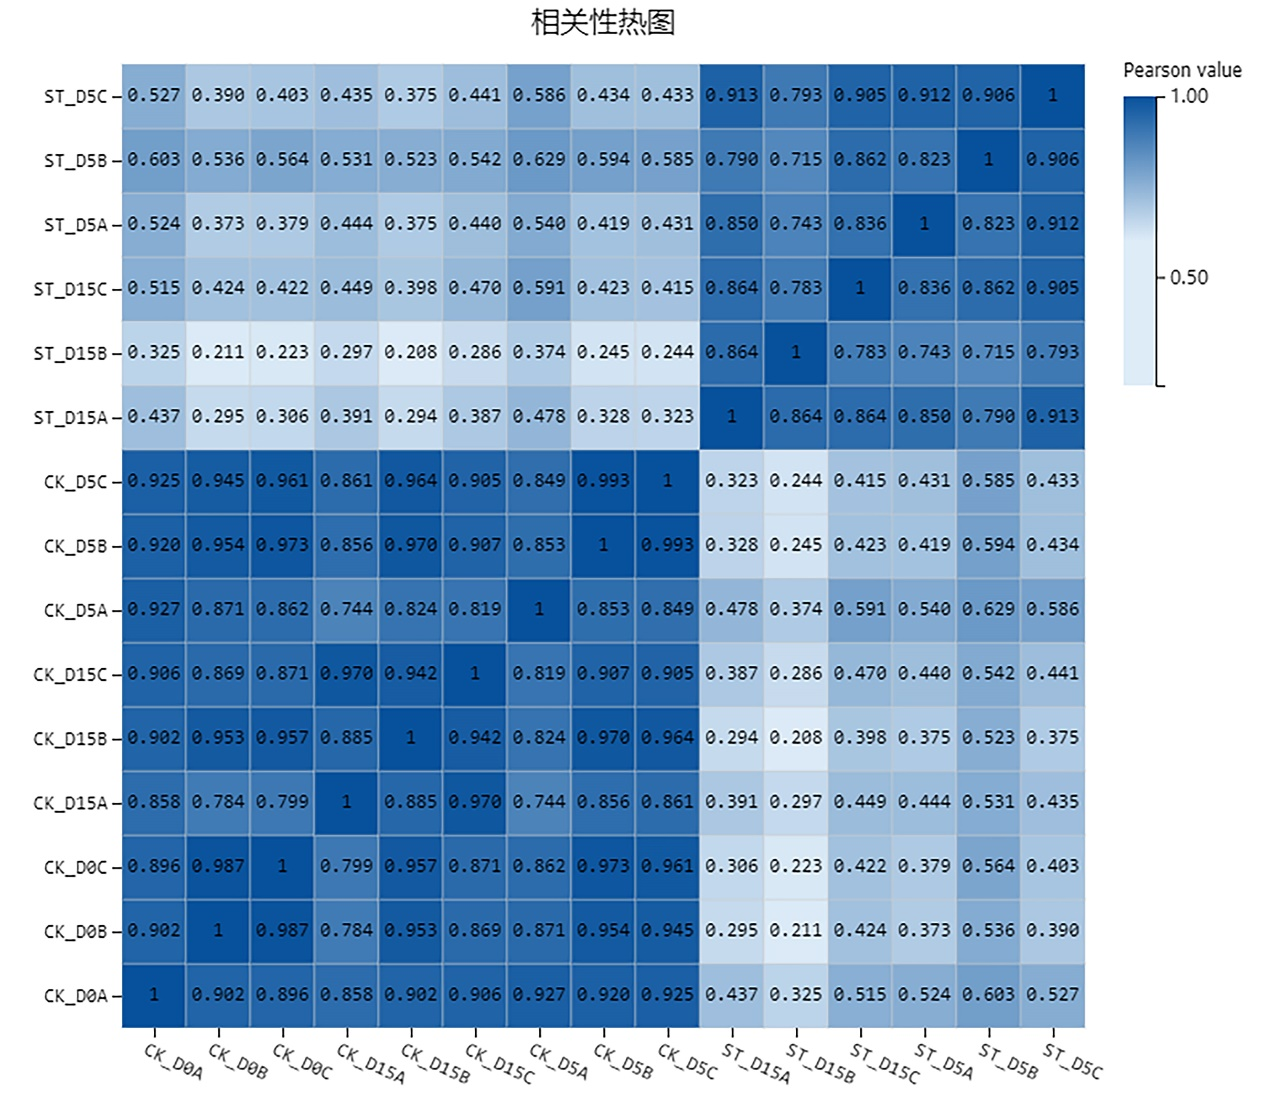 相关性热图
Pearson value
1.00
0.50
ST_D5C 0.527 0.390 0.403 0.435 0.375 0.441 0.586 0.434 0.433 0.913 0.793 0.905 0.912 0.906 1
ST_D5B 0.603 0.536 0.564 0.531 0.523 0.542 0.629 0.594 0.585 0.790 0.715 0.862 0.823 1 0.906
ST_D5A 0.524 0.373 0.379 0.444 0.375 0.440 0.540 0.419 0.431 0.850 0.743 0.836 1 0.823 0.912
ST_D15C 0.515 0.424 0.422 0.449 0.398 0.470 0.591 0.423 0.415 0.864 0.783 1 0.836 0.862 0.905
ST_D15B 0.325 0.211 0.223 0.297 0.208 0.286 0.374 0.245 0.244 0.864 1 0.783 0.743 0.715 0.793
ST_D15A 0.437 0.295 0.306 0.391 0.294 0.387 0.478 0.328 0.323 1 0.864 0.864 0.850 0.790 0.913
CK_D5C 0.925 0.945 0.961 0.861 0.964 0.905 0.849 0.993 1 0.323 0.244 0.415 0.431 0.585 0.433
CK_D5B 0.920 0.954 0.973 0.856 0.970 0.907 0.853 1 0.993 0.328 0.245 0.423 0.419 0.594 0.434
CK_D5A 0.927 0.871 0.862 0.744 0.824 0.819 1 0.853 0.849 0.478 0.374 0.591 0.540 0.629 0.586
CK_D15C 0.906 0.869 0.871 0.970 0.942 1 0.819 0.907 0.905 0.387 0.286 0.470 0.440 0.542 0.441
CK_D15B 0.902 0.953 0.957 0.885 1 0.942 0.824 0.970 0.964 0.294 0.208 0.398 0.375 0.523 0.375
CK_D15A 0.858 0.784 0.799 1 0.885 0.970 0.744 0.856 0.861 0.391 0.297 0.449 0.444 0.531 0.435
CK_D0C 0.896 0.987 1 0.799 0.957 0.871 0.862 0.973 0.961 0.306 0.223 0.422 0.379 0.564 0.403
CK_D0B 0.902 1 0.987 0.784 0.953 0.869 0.871 0.954 0.945 0.295 0.211 0.424 0.373 0.536 0.390
CK_D0A 1 0.902 0.896 0.858 0.902 0.906 0.927 0.920 0.925 0.437 0.325 0.515 0.524 0.603 0.527
CK_D0A CK_D0B CK_D0C CK_D15A CK_D15B CK_D15C CK_D5A CK_D5B CK_D5C ST_D15A ST_D15B ST_D15C ST_D5A ST_D5B ST_D5C